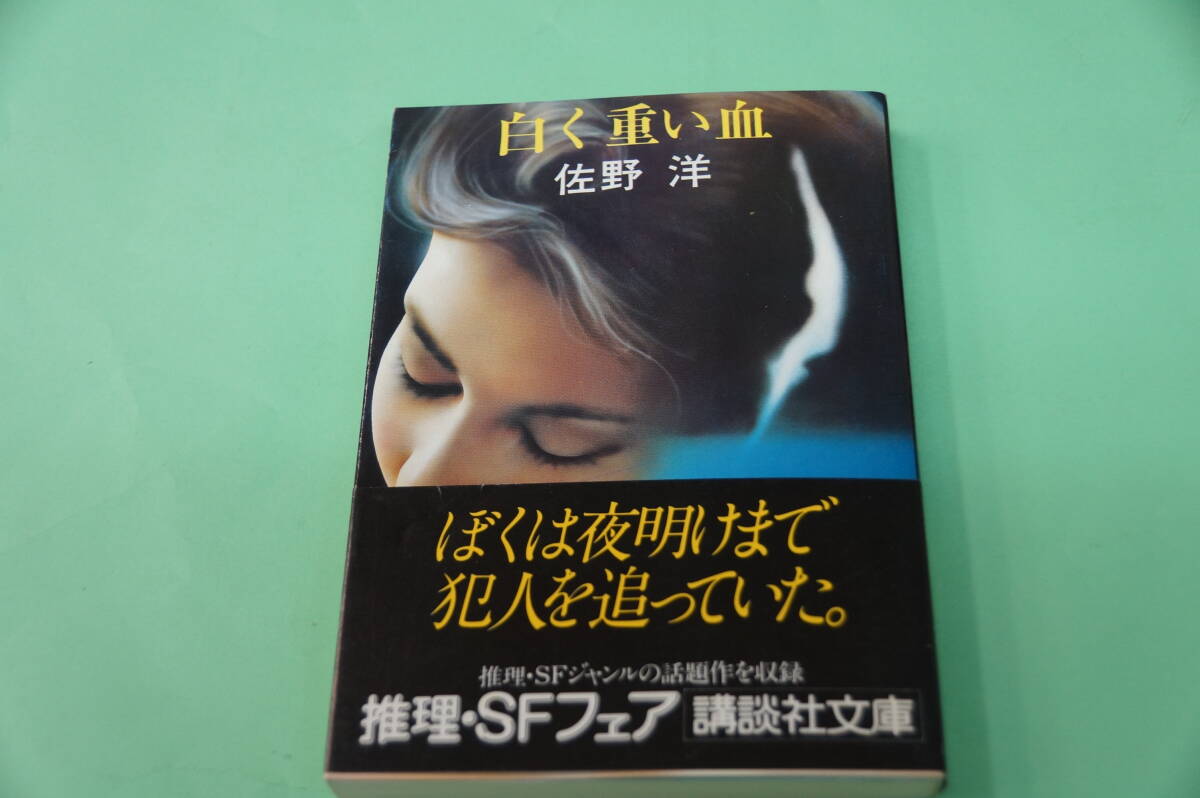 白く重い血
佐野 洋
ぼくは夜明けまで
犯人を追っていた。
推理・SFジャンルの話題作を収録
推理・SFフェア 講談社文庫